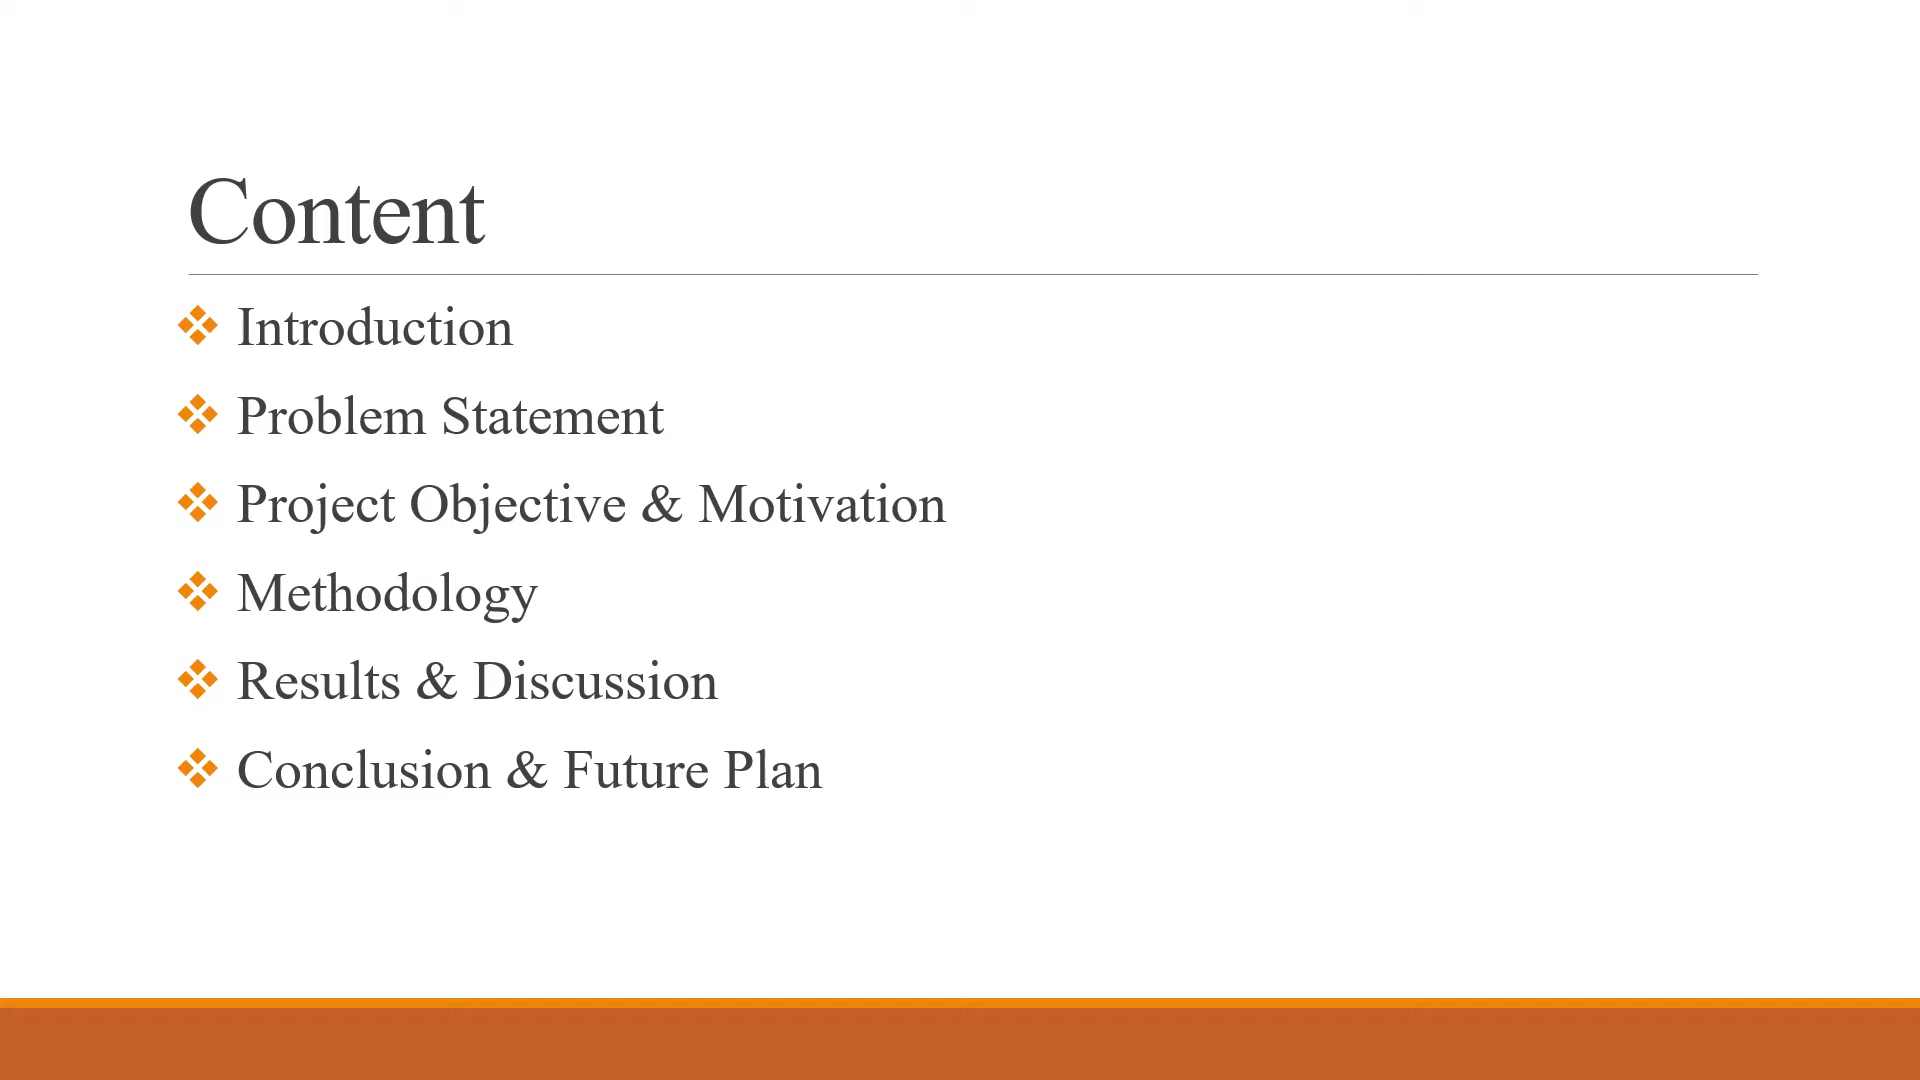 Content
❖ Introduction
❖ Problem Statement
❖ Project Objective & Motivation
❖ Methodology
❖ Results & Discussion
❖ Conclusion & Future Plan